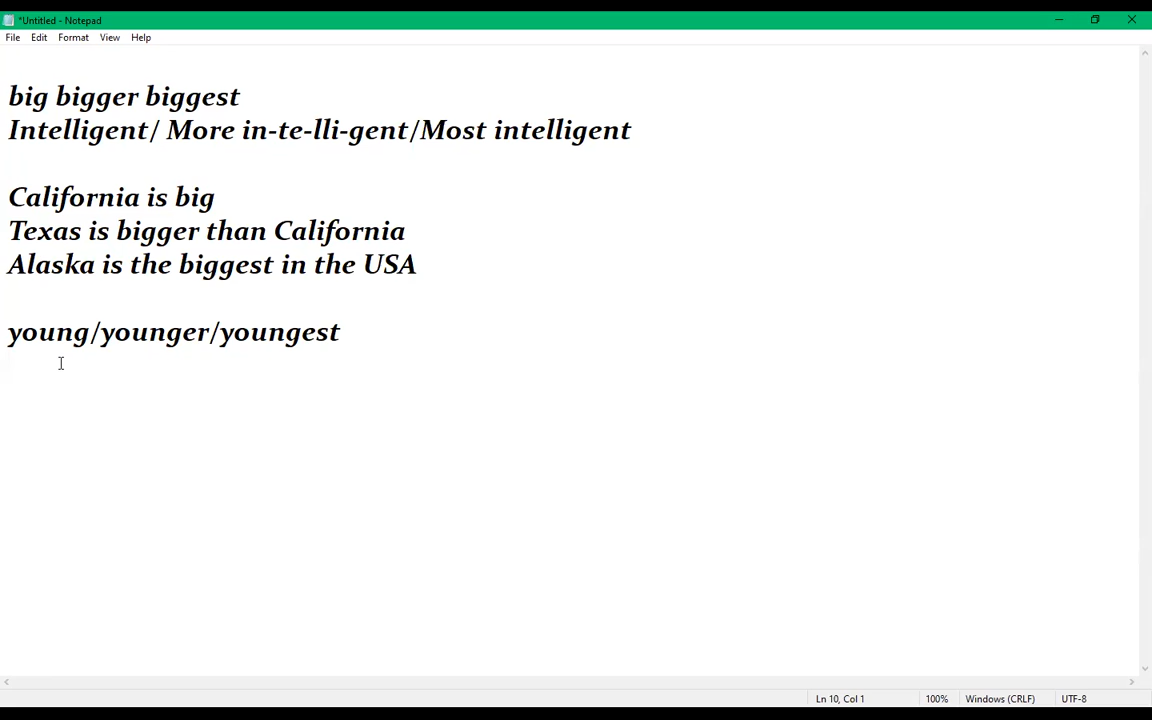 *Untitled - Notepad
File Edit Format View Help
big bigger biggest
Intelligent/ More in-te-lli-gent/Most intelligent
California is big
Texas is bigger than California
Alaska is the biggest in the USA
young/younger/youngest
Ln 10, Col 1 100% Windows (CRLF) UTF-8